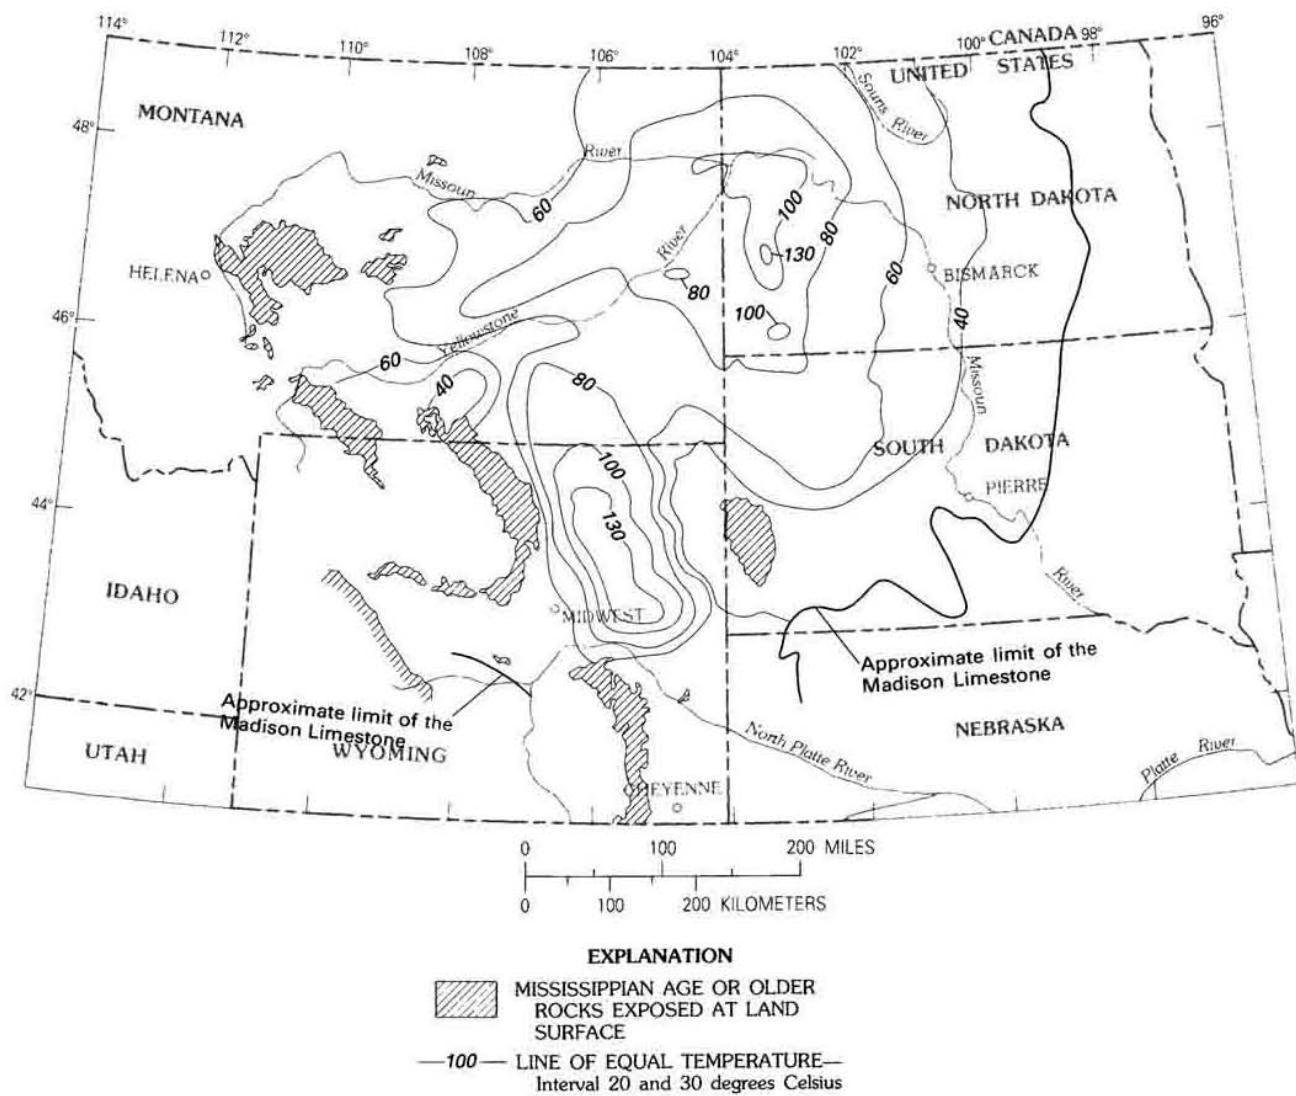 114°
112°
110°
108°
106°
104°
102°
100°
CANADA
98°
96°
UNITED STATES
Souris
River
MONTANA
48°
Missouri
River
60
100
80
NORTH DAKOTA
River
130
HELENA
80
60
BISMARCK
46°
100
40
Yellowstone
60
40
80
Missouri
SOUTH DAKOTA
100
PIERRE
44°
130
IDAHO
MIDWEST
River
Approximate limit of the
Madison Limestone
42°
Approximate limit of the
Madison Limestone
UTAH
WYOMING
NEBRASKA
North Platte River
Platte River
CHEYENNE
0 100 200 MILES
0 100 200 KILOMETERS
EXPLANATION
MISSISSIPPIAN AGE OR OLDER
ROCKS EXPOSED AT LAND
SURFACE
—100— LINE OF EQUAL TEMPERATURE—
Interval 20 and 30 degrees Celsius